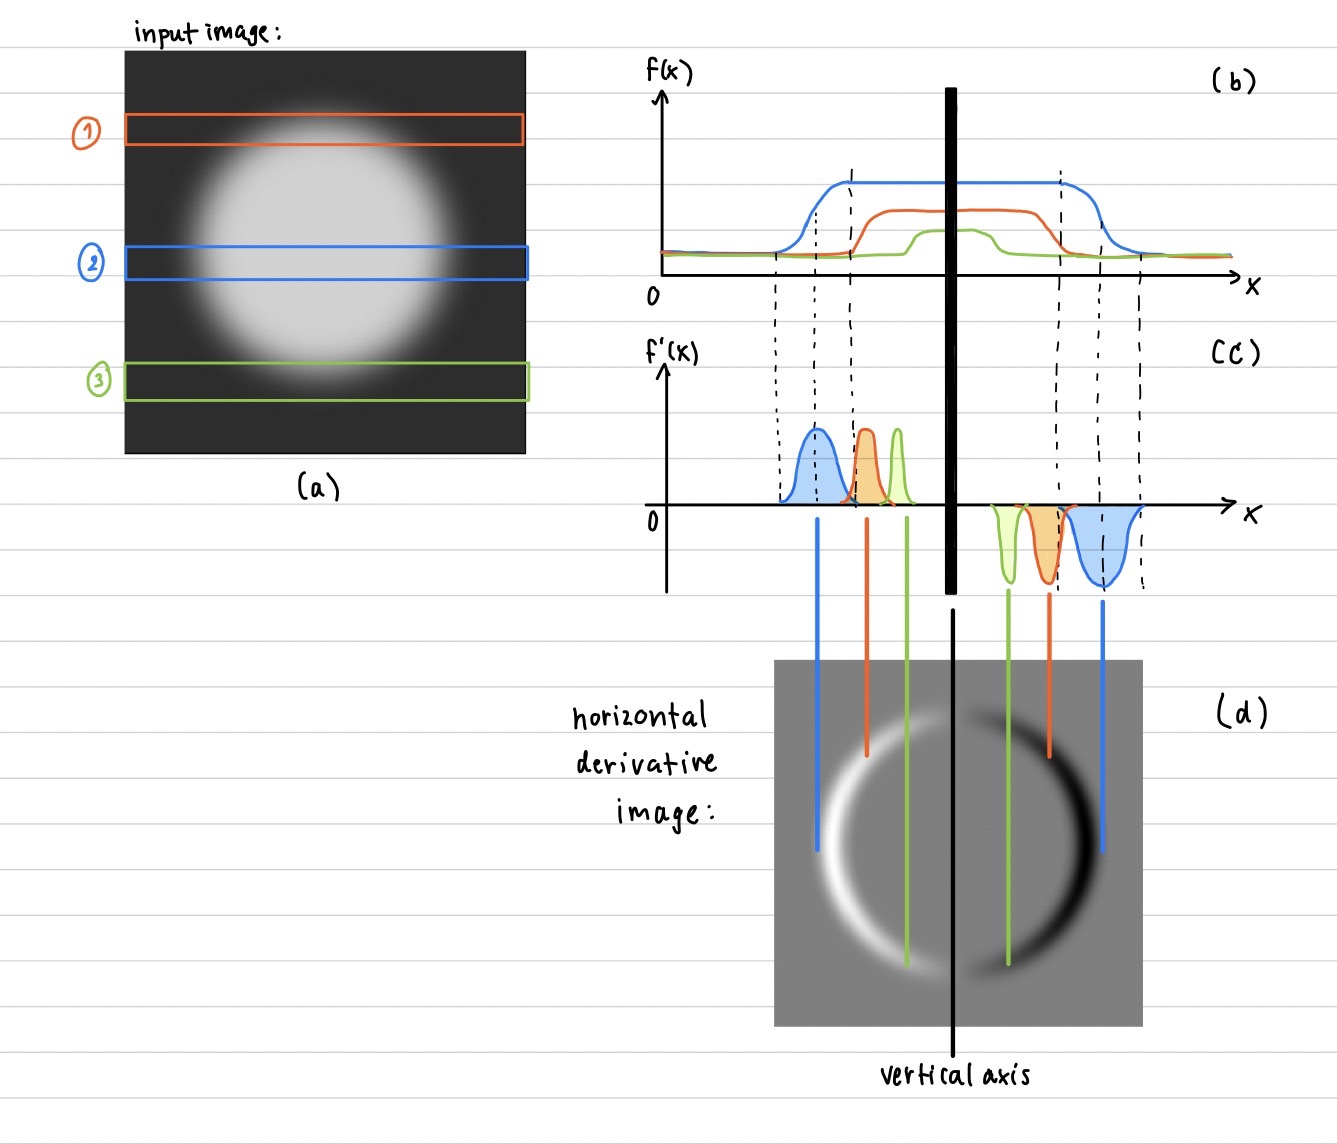 input image:
①
②
③
(a)
f(x)
(b)
0
x
f'(x)
(c)
0
x
horizontal
derivative
image:
(d)
vertical axis